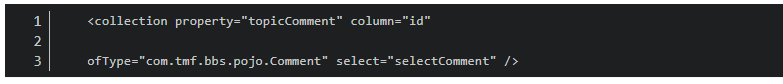 1 <collection property="topicComment" column="id"
2
3 ofType="com.tmf.bbs.pojo.Comment" select="selectComment" />